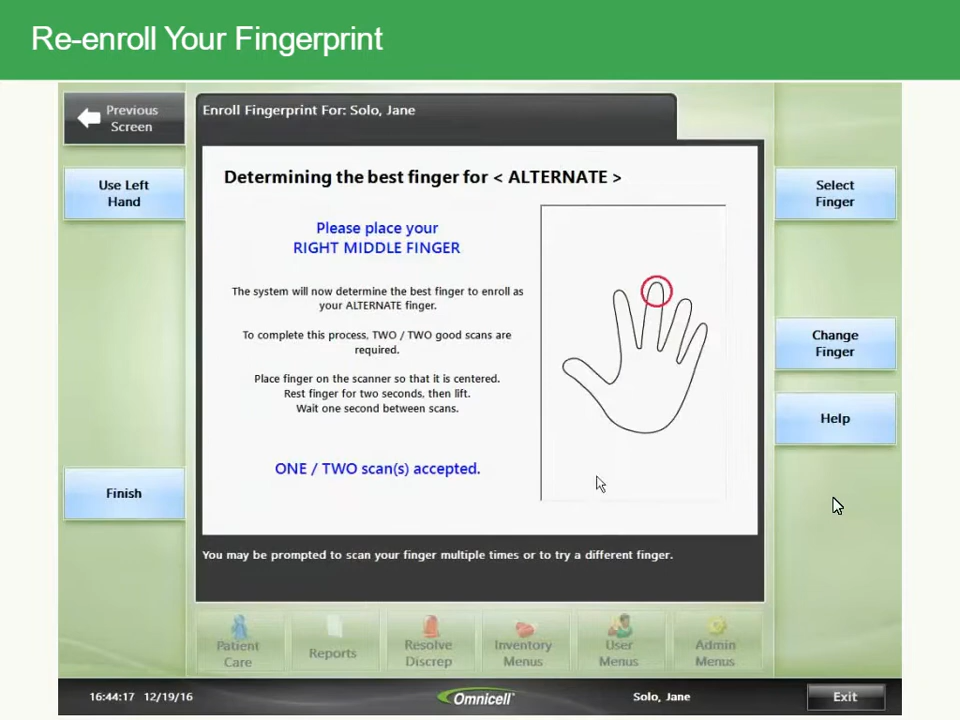 Re-enroll Your Fingerprint
Previous
Screen
Enroll Fingerprint For: Solo, Jane
Use Left
Hand
Determining the best finger for < ALTERNATE >
Select
Finger
Please place your
RIGHT MIDDLE FINGER
The system will now determine the best finger to enroll as
your ALTERNATE finger.
To complete this process, TWO / TWO good scans are
required.
Change
Finger
Place finger on the scanner so that it is centered.
Rest finger for two seconds, then lift.
Wait one second between scans.
Help
ONE / TWO scan(s) accepted.
Finish
You may be prompted to scan your finger multiple times or to try a different finger.
Patient
Care
Reports
Resolve
Discrep
Inventory
Menus
User
Menus
Admin
Menus
16:44:17 12/19/16
Omnicell
Solo, Jane
Exit